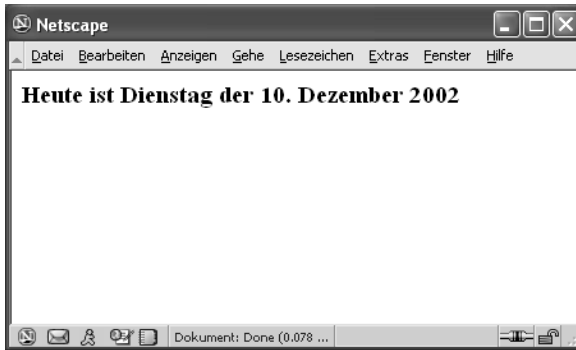 Netscape
Datei Bearbeiten Anzeigen Gehe Lesezeichen Extras Fenster Hilfe
Heute ist Dienstag der 10. Dezember 2002
Dokument: Done (0.078 ...